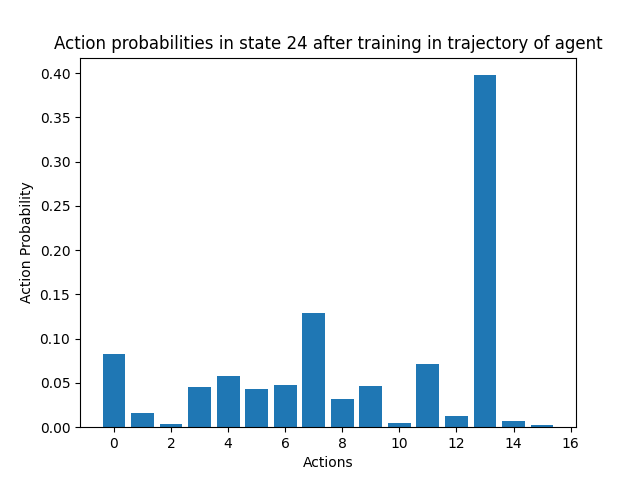 Action probabilities in state 24 after training in trajectory of agent
0.40
0.35
0.30
0.25
0.20
0.15
0.10
0.05
0.00
Action Probability
0 2 4 6 8 10 12 14 16
Actions